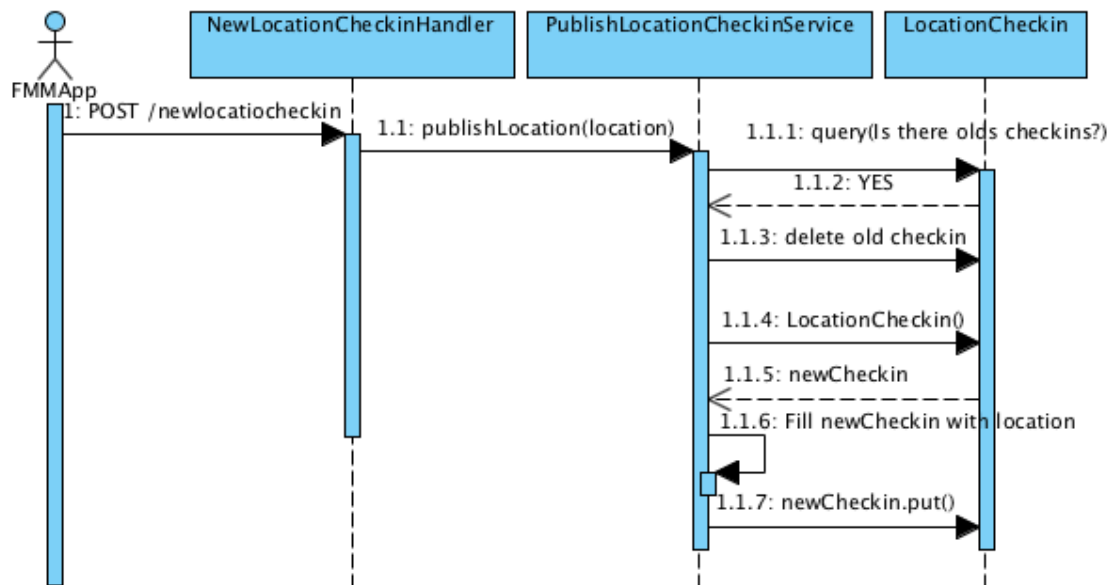 NewLocationCheckinHandler
PublishLocationCheckinService
LocationCheckin
FMMApp
1: POST /newlocatiocheckin
1.1: publishLocation(location)
1.1.1: query(Is there olds checkins?)
1.1.2: YES
1.1.3: delete old checkin
1.1.4: LocationCheckin()
1.1.5: newCheckin
1.1.6: Fill newCheckin with location
1.1.7: newCheckin.put()